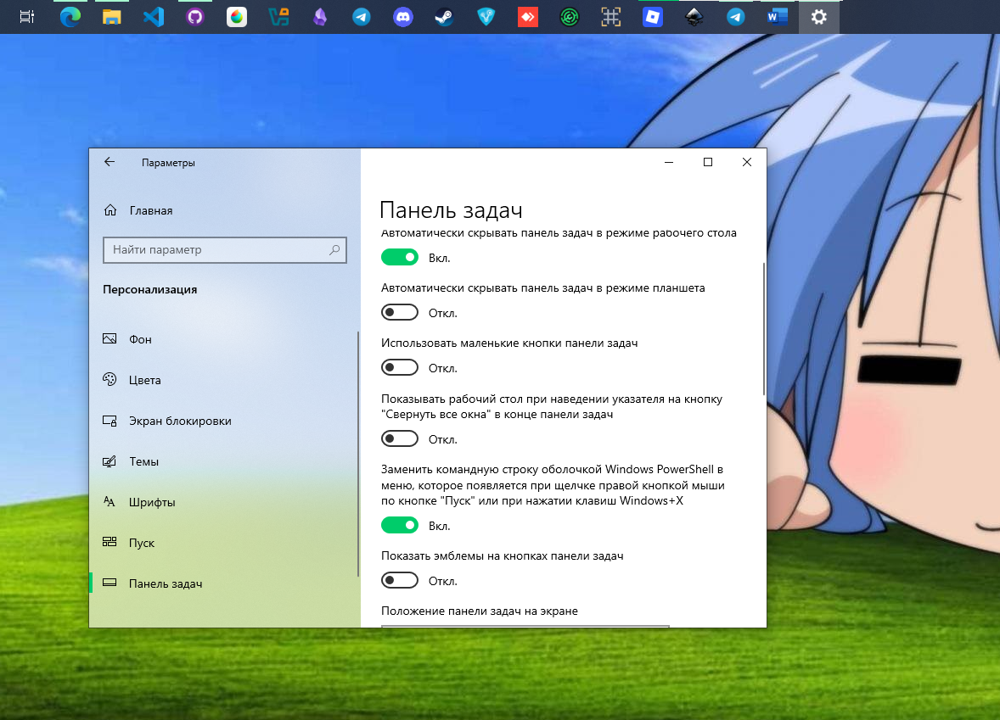 Параметры
Главная
Найти параметр
Персонализация
Фон
Цвета
Экран блокировки
Темы
Шрифты
Пуск
Панель задач
Панель задач
Автоматически скрывать панель задач в режиме рабочего стола
Вкл.
Автоматически скрывать панель задач в режиме планшета
Откл.
Использовать маленькие кнопки панели задач
Откл.
Показывать рабочий стол при наведении указателя на кнопку
"Свернуть все окна" в конце панели задач
Откл.
Заменить командную строку оболочкой Windows PowerShell в
меню, которое появляется при щелчке правой кнопкой мыши
по кнопке "Пуск" или при нажатии клавиш Windows+X
Вкл.
Показать эмблемы на кнопках панели задач
Откл.
Положение панели задач на экране